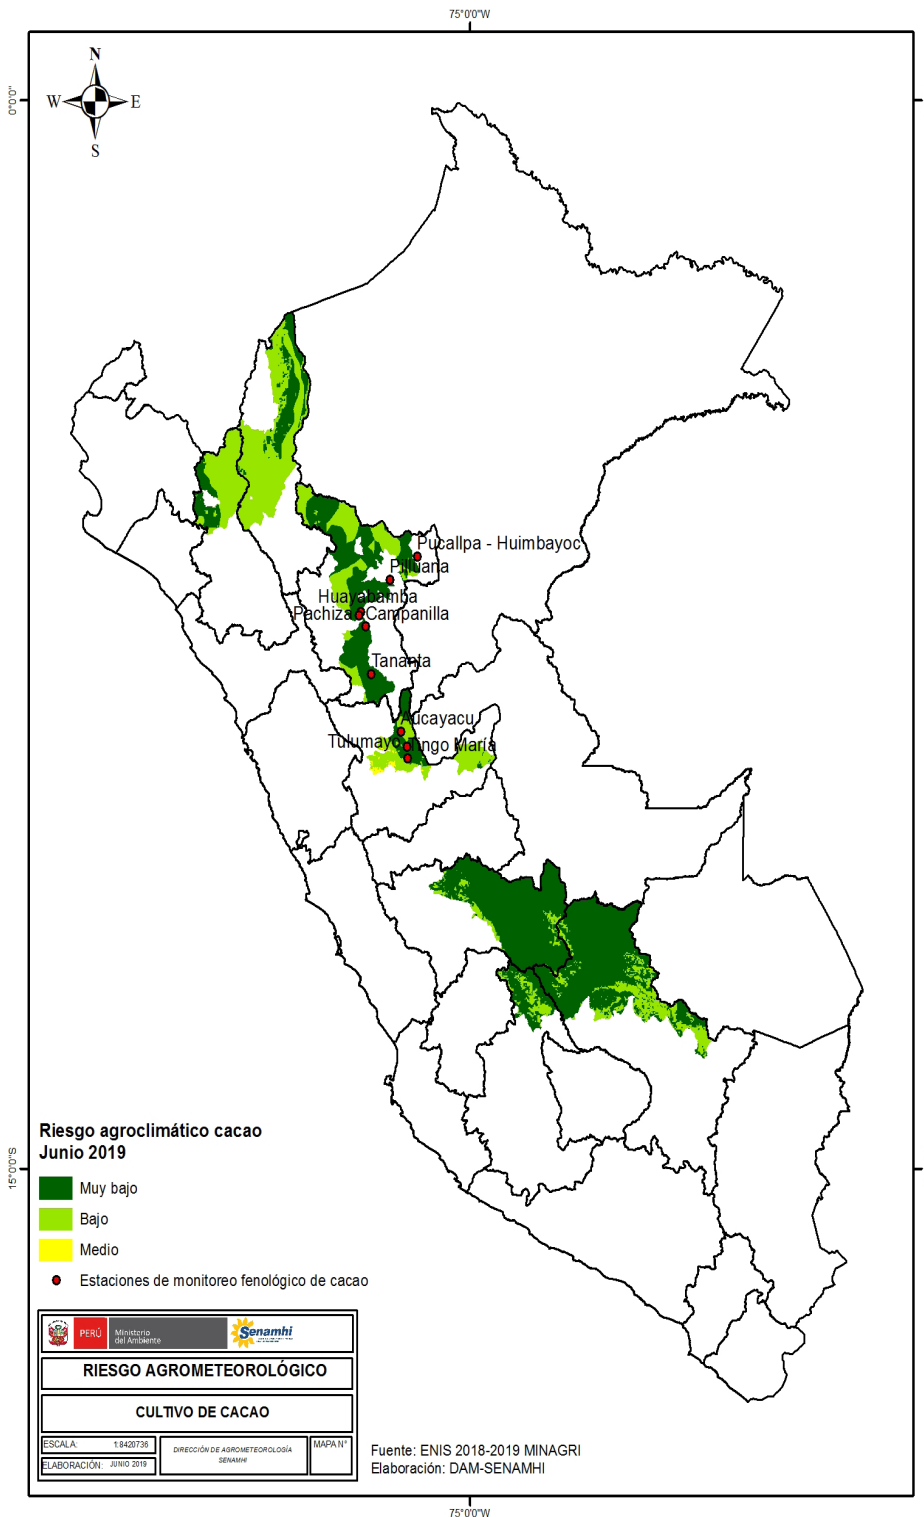 75°0'0"W
N
W
E
S
0°0'0"
Pucallpa - Huimbayoc
Pilluana
Huayabamba
Pachiza
Campanilla
Tananta
Aucayacu
Tulumayo
Tingo María
15°0'0"S
Riesgo agroclimático cacao
Junio 2019
Muy bajo
Bajo
Medio
Estaciones de monitoreo fenológico de cacao
PERÚ
Ministerio
del Ambiente
Senamhi
RIESGO AGROMETEOROLÓGICO
CULTIVO DE CACAO
ESCALA: 1:8420736
ELABORACIÓN: JUNIO 2019
DIRECCIÓN DE AGROMETEOROLOGÍA
SENAMHI
MAPA N°
Fuente: ENIS 2018-2019 MINAGRI
Elaboración: DAM-SENAMHI
75°0'0"W